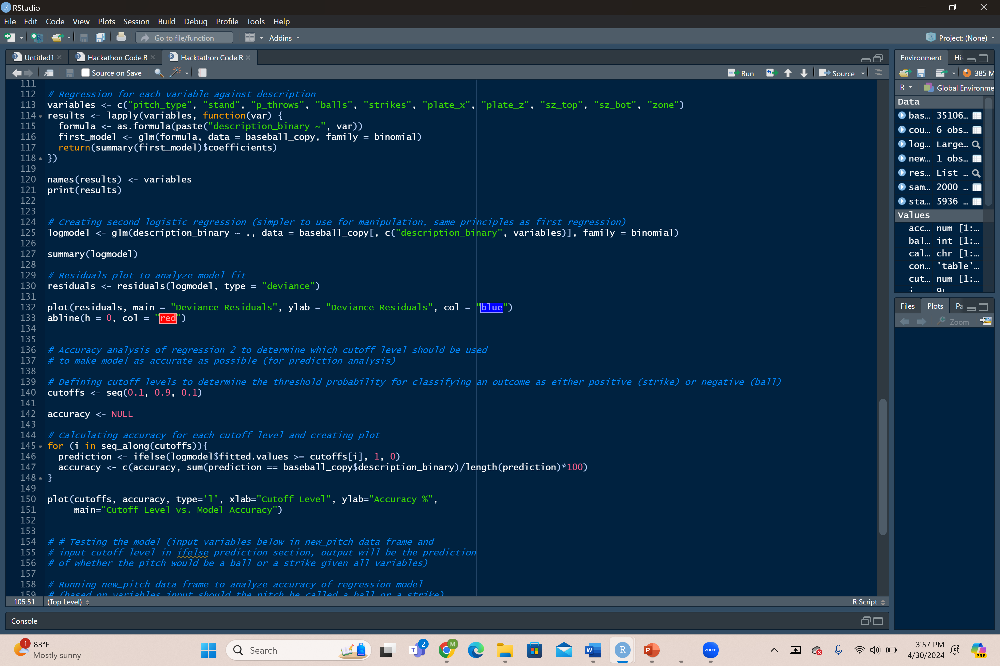 RStudio
File Edit Code View Plots Session Build Debug Profile Tools Help
Go to file/function Addins Project: (None)
Untitled1 Hackathon Code.R Hacktathon Code.R
Source on Save Run Source
111
112 # Regression for each variable against description
113 variables <- c("pitch_type", "stand", "p_throws", "balls", "strikes", "plate_x", "plate_z", "sz_top", "sz_bot", "zone")
114 results <- lapply(variables, function(var) {
115 formula <- as.formula(paste("description_binary ~", var))
116 first_model <- glm(formula, data = baseball_copy, family = binomial)
117 return(summary(first_model)$coefficients)
118 })
119
120 names(results) <- variables
121 print(results)
122
123
124 # Creating second logistic regression (simpler to use for manipulation, same principles as first regression)
125 logmodel <- glm(description_binary ~ ., data = baseball_copy[, c("description_binary", variables)], family = binomial)
126
127 summary(logmodel)
128
129 # Residuals plot to analyze model fit
130 residuals <- residuals(logmodel, type = "deviance")
131
132 plot(residuals, main = "Deviance Residuals", ylab = "Deviance Residuals", col = "blue")
133 abline(h = 0, col = "red")
134
135
136 # Accuracy analysis of regression 2 to determine which cutoff level should be used
137 # to make model as accurate as possible (for prediction analysis)
138
139 # Defining cutoff levels to determine the threshold probability for classifying an outcome as either positive (strike) or negative (ball)
140 cutoffs <- seq(0.1, 0.9, 0.1)
141
142 accuracy <- NULL
143
144 # Calculating accuracy for each cutoff level and creating plot
145 for (i in seq_along(cutoffs)){
146 prediction <- ifelse(logmodel$fitted.values >= cutoffs[i], 1, 0)
147 accuracy <- c(accuracy, sum(prediction == baseball_copy$description_binary)/length(prediction)*100)
148 }
149
150 plot(cutoffs, accuracy, type='l', xlab="Cutoff Level", ylab="Accuracy %",
151 main="Cutoff Level vs. Model Accuracy")
152
153
154 # # Testing the model (input variables below in new_pitch data frame and
155 # input cutoff level in ifelse prediction section, output will be the prediction
156 # of whether the pitch would be a ball or a strike given all variables)
157
158 # Running new_pitch data frame to analyze accuracy of regression model
159 # (based on variables input should the pitch be called a ball or a strike)
105:51 (Top Level) R Script
Console
Environment His
385 M
R Global Environme
Data
bas... 35106...
cou... 6 obs...
log... Large...
new... 1 obs...
res... List ...
sam... 2000 ...
sta... 5936 ...
Values
acc... num [1:...
bal... int [1:...
cal... chr [1:...
con... 'table'...
cut... num [1:...
i 9L
Files Plots Pa
Zoom
1 83°F
Mostly sunny
Search
T 2 M W R P zoom
3:57 PM
4/30/2024
PRE